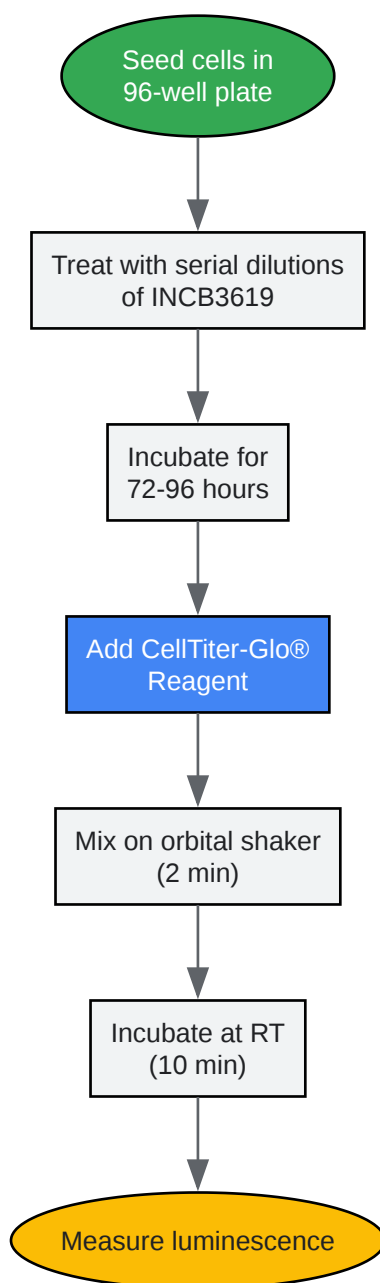 Seed cells in
96-well plate
Treat with serial dilutions
of INCB3619
Incubate for
72-96 hours
Add CellTiter-Glo®
Reagent
Mix on orbital shaker
(2 min)
Incubate at RT
(10 min)
Measure luminescence